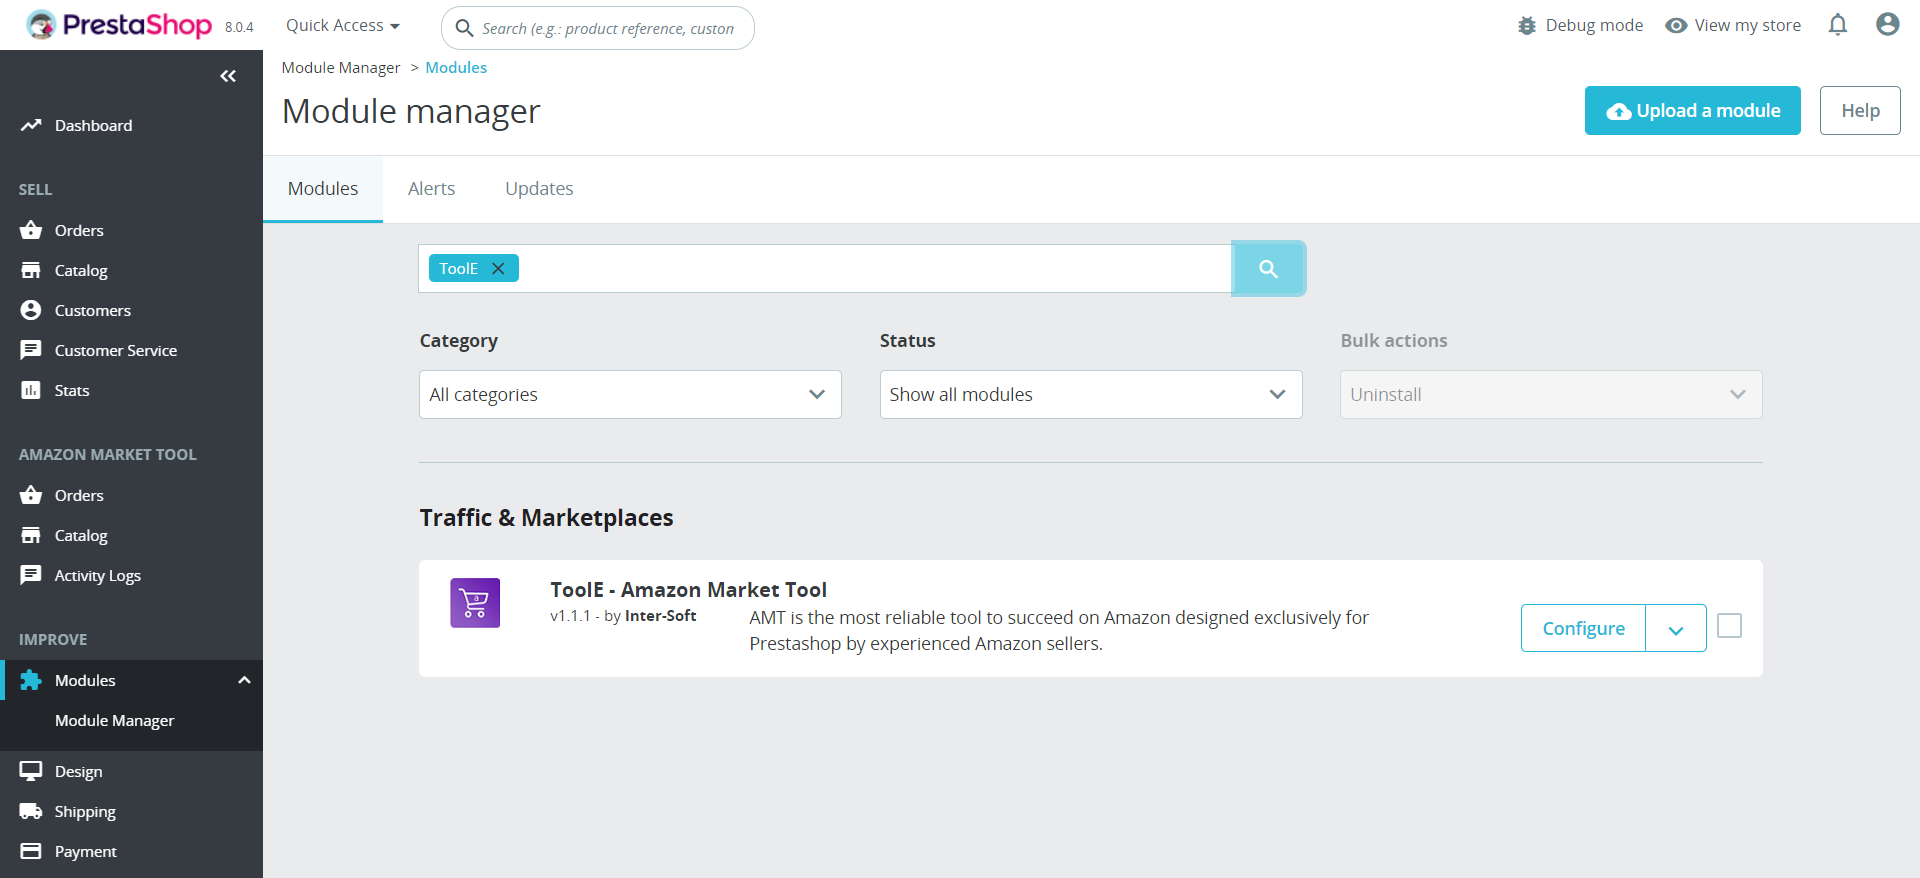 PrestaShop 8.0.4
Quick Access
Search (e.g.: product reference, custon
Debug mode
View my store
Dashboard
SELL
Orders
Catalog
Customers
Customer Service
Stats
AMAZON MARKET TOOL
Orders
Catalog
Activity Logs
IMPROVE
Modules
Module Manager
Design
Shipping
Payment
Module Manager > Modules
Module manager
Upload a module
Help
Modules
Alerts
Updates
ToolE
Category
Status
Bulk actions
All categories
Show all modules
Uninstall
Traffic & Marketplaces
ToolE - Amazon Market Tool
v1.1.1 - by Inter-Soft
AMT is the most reliable tool to succeed on Amazon designed exclusively for
Prestashop by experienced Amazon sellers.
Configure